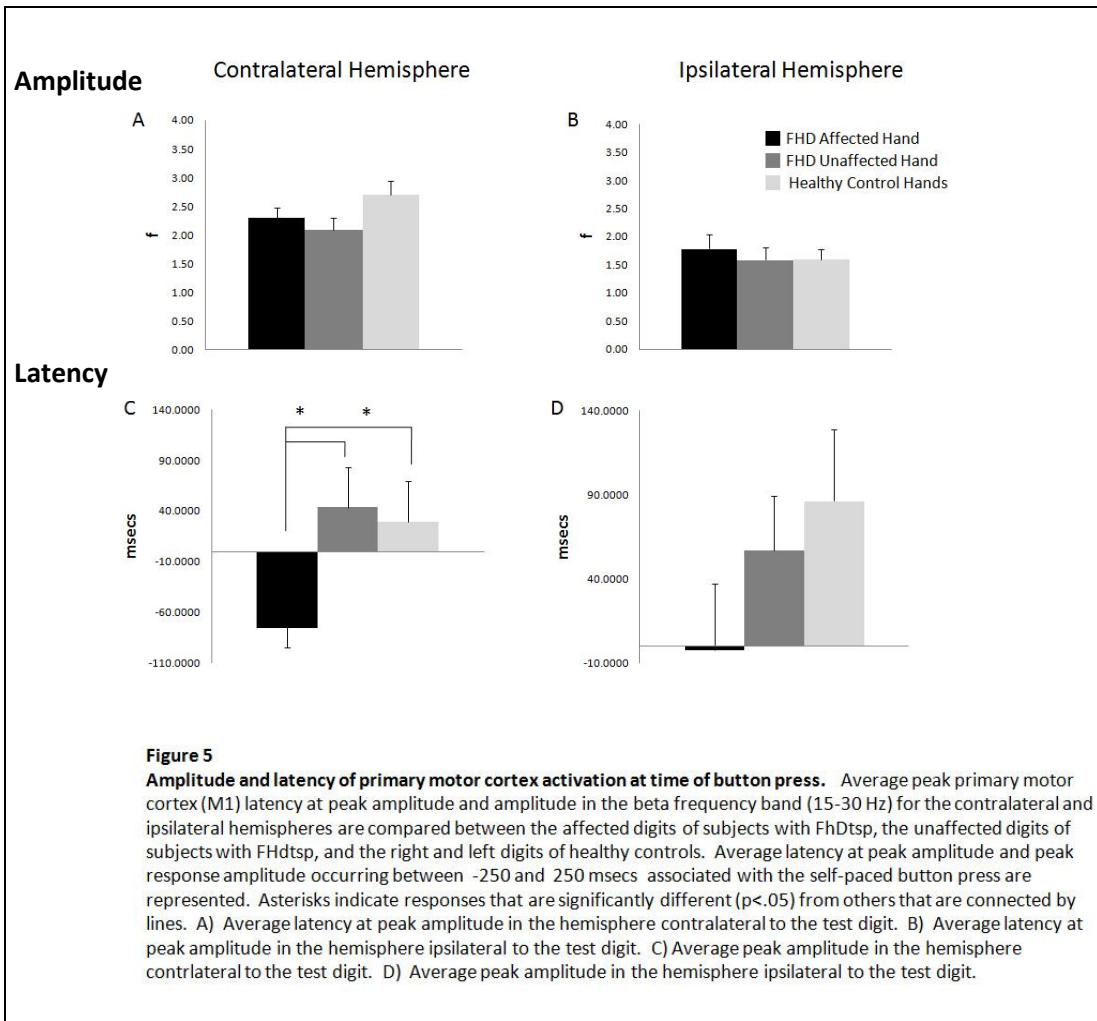 Contralateral Hemisphere Ipsilateral Hemisphere
Amplitude
A B
4.00 4.00
3.50 3.50
3.00 3.00
2.50 2.50
2.00 2.00
1.50 1.50
1.00 1.00
0.50 0.50
0.00 0.00
f f
FHD Affected Hand
FHD Unaffected Hand
Healthy Control Hands
Latency
C D
140.0000 140.0000
90.0000 90.0000
40.0000 40.0000
-10.0000 -10.0000
-60.0000
-110.0000
msecs msecs
* *
Figure 5
Amplitude and latency of primary motor cortex activation at time of button press. Average peak primary motor
cortex (M1) latency at peak amplitude and amplitude in the beta frequency band (15-30 Hz) for the contralateral and
ipsilateral hemispheres are compared between the affected digits of subjects with FhDtsp, the unaffected digits of
subjects with FHdtsp, and the right and left digits of healthy controls. Average latency at peak amplitude and peak
response amplitude occurring between -250 and 250 msecs associated with the self-paced button press are
represented. Asterisks indicate responses that are significantly different (p<.05) from others that are connected by
lines. A) Average latency at peak amplitude in the hemisphere contralateral to the test digit. B) Average latency at
peak amplitude in the hemisphere ipsilateral to the test digit. C) Average peak amplitude in the hemisphere
contrlateral to the test digit. D) Average peak amplitude in the hemisphere ipsilateral to the test digit.